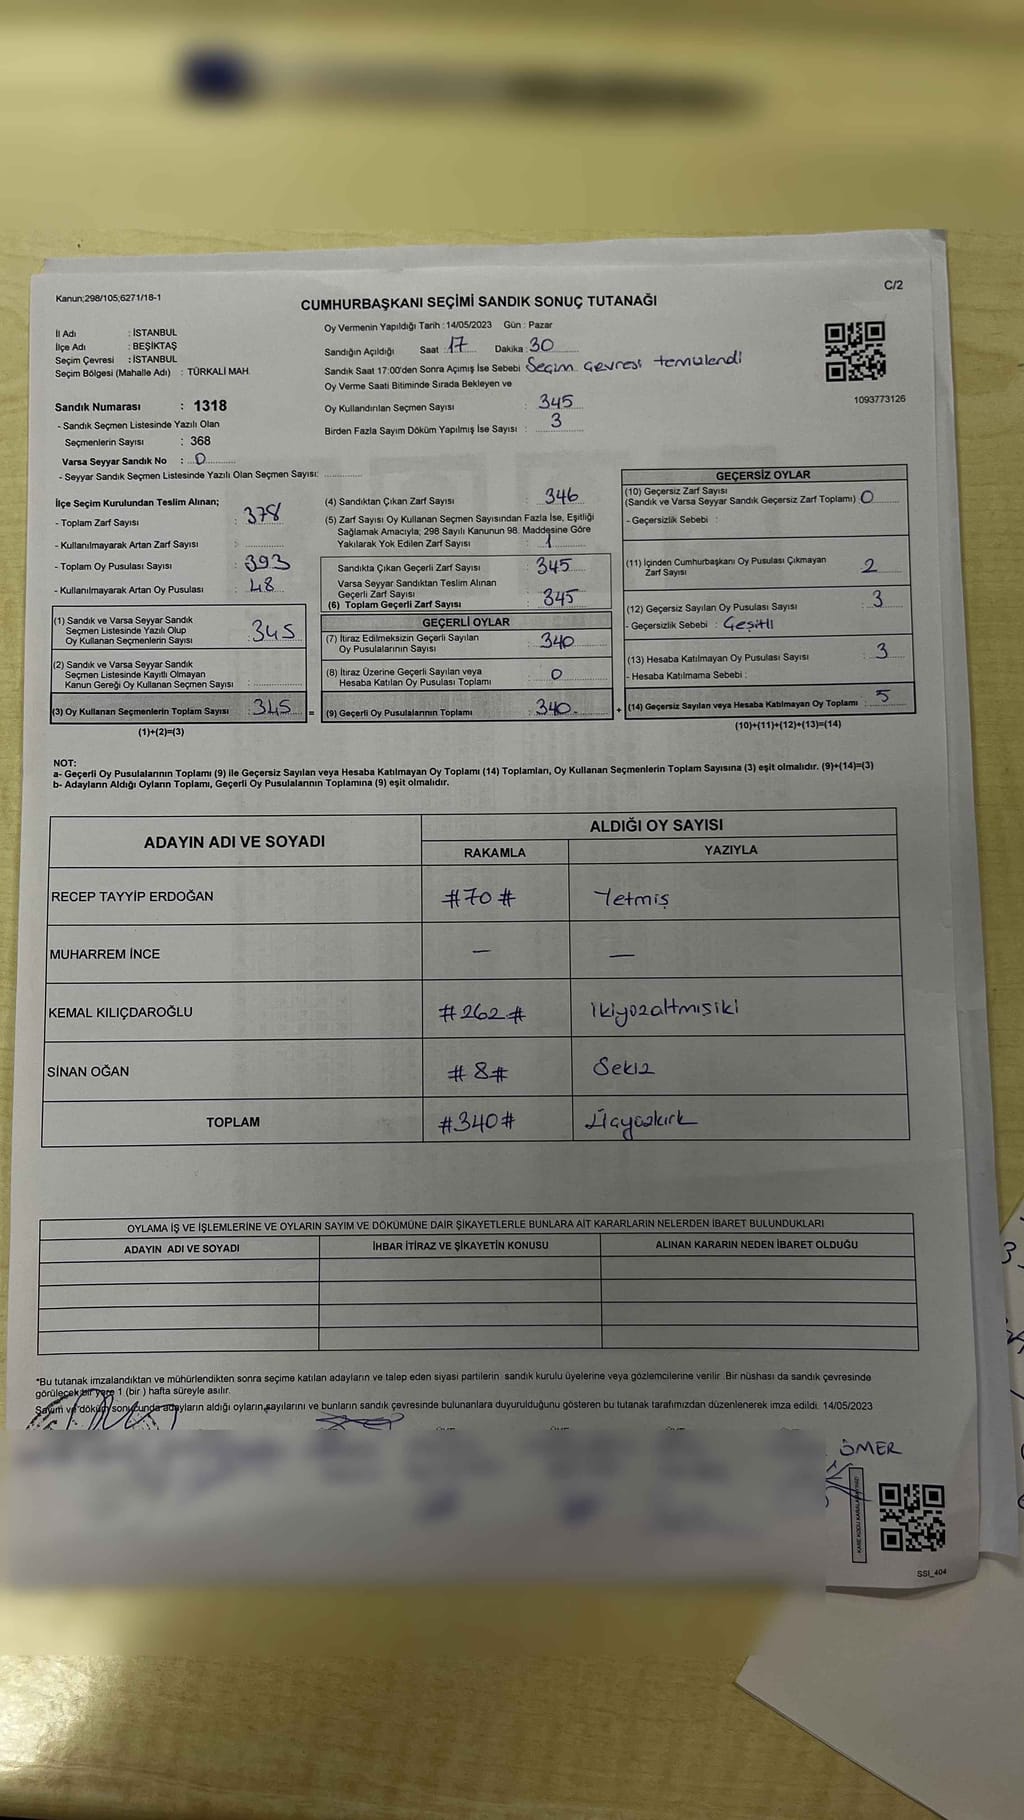 Kanun;298/105;6271/18-1
C/2
CUMHURBAŞKANI SEÇİMİ SANDIK SONUÇ TUTANAĞI
İl Adı : İSTANBUL
İlçe Adı : BEŞİKTAŞ
Seçim Çevresi : İSTANBUL
Seçim Bölgesi (Mahalle Adı) : TÜRKALİ MAH.
Sandık Numarası : 1318
- Sandık Seçmen Listesinde Yazılı Olan
Seçmenlerin Sayısı : 368
Varsa Seyyar Sandık No : 0
- Seyyar Sandık Seçmen Listesinde Yazılı Olan Seçmen Sayısı:
Oy Vermenin Yapıldığı Tarih : 14/05/2023 Gün : Pazar
Sandığın Açıldığı Saat : 17 Dakika : 30
Sandık Saat 17:00'den Sonra Açımış İse Sebebi : Seçim Çevresi temizlendi
Oy Verme Saati Bitiminde Sırada Bekleyen ve
Oy Kullandırılan Seçmen Sayısı : 345
Birden Fazla Sayım Döküm Yapılmış İse Sayısı : 3
1093773126
İlçe Seçim Kurulundan Teslim Alınan;
- Toplam Zarf Sayısı : 378
- Kullanılmayarak Artan Zarf Sayısı :
- Toplam Oy Pusulası Sayısı : 393
- Kullanılmayarak Artan Oy Pusulası : 48
(1) Sandık ve Varsa Seyyar Sandık
Seçmen Listesinde Yazılı Olup
Oy Kullanan Seçmenlerin Sayısı : 345
(2) Sandık ve Varsa Seyyar Sandık
Seçmen Listesinde Kayıtlı Olmayan
Kanun Gereği Oy Kullanan Seçmen Sayısı :
(3) Oy Kullanan Seçmenlerin Toplam Sayısı : 345 =
(1)+(2)=(3)
(4) Sandıktan Çıkan Zarf Sayısı : 346
(5) Zarf Sayısı Oy Kullanan Seçmen Sayısından Fazla İse, Eşitliği
Sağlamak Amacıyla; 298 Sayılı Kanunun 98. Maddesine Göre
Yakılarak Yok Edilen Zarf Sayısı : 1
Sandıkta Çıkan Geçerli Zarf Sayısı : 345
Varsa Seyyar Sandıktan Teslim Alınan
Geçerli Zarf Sayısı :
(6) Toplam Geçerli Zarf Sayısı : 345
GEÇERLİ OYLAR
(7) İtiraz Edilmeksizin Geçerli Sayılan
Oy Pusulalarının Sayısı : 340
(8) İtiraz Üzerine Geçerli Sayılan veya
Hesaba Katılan Oy Pusulası Toplamı : 0
(9) Geçerli Oy Pusulalarının Toplamı : 340 +
GEÇERSİZ OYLAR
(10) Geçersiz Zarf Sayısı
(Sandık ve Varsa Seyyar Sandık Geçersiz Zarf Toplamı) : 0
- Geçersizlik Sebebi :
(11) İçinden Cumhurbaşkanı Oy Pusulası Çıkmayan
Zarf Sayısı : 2
(12) Geçersiz Sayılan Oy Pusulası Sayısı : 3
- Geçersizlik Sebebi : Çeşitli
(13) Hesaba Katılmayan Oy Pusulası Sayısı : 3
- Hesaba Katılmama Sebebi :
(14) Geçersiz Sayılan veya Hesaba Katılmayan Oy Toplamı : 5
(10)+(11)+(12)+(13)=(14)
NOT:
a- Geçerli Oy Pusulalarının Toplamı (9) ile Geçersiz Sayılan veya Hesaba Katılmayan Oy Toplamı (14) Toplamları, Oy Kullanan Seçmenlerin Toplam Sayısına (3) eşit olmalıdır. (9)+(14)=(3)
b- Adayların Aldığı Oyların Toplamı, Geçerli Oy Pusulalarının Toplamına (9) eşit olmalıdır.
ADAYIN ADI VE SOYADI ALDIĞI OY SAYISI
RAKAMLA YAZIYLA
RECEP TAYYİP ERDOĞAN #70# Yetmiş
MUHARREM İNCE — —
KEMAL KILIÇDAROĞLU #262# ikiyüzaltmışiki
SİNAN OĞAN #8# Sekiz
TOPLAM #340# Üçyüzkırk
OYLAMA İŞ VE İŞLEMLERİNE VE OYLARIN SAYIM VE DÖKÜMÜNE DAİR ŞİKAYETLERLE BUNLARA AİT KARARLARIN NELERDEN İBARET BULUNDUKLARI
ADAYIN ADI VE SOYADI İHBAR İTİRAZ VE ŞİKAYETİN KONUSU ALINAN KARARIN NEDEN İBARET OLDUĞU
*Bu tutanak imzalandıktan ve mühürlendikten sonra seçime katılan adayların ve talep eden siyasi partilerin sandık kurulu üyelerine veya gözlemcilerine verilir. Bir nüshası da sandık çevresinde
görülecek bir yere 1 (bir) hafta süreyle asılır.
Sayım ve döküm sonucunda adayların aldığı oyların sayılarını ve bunların sandık çevresinde bulunanlara duyurulduğunu gösteren bu tutanak tarafımızdan düzenlenerek imza edildi. 14/05/2023
ÖMER
SSI_404